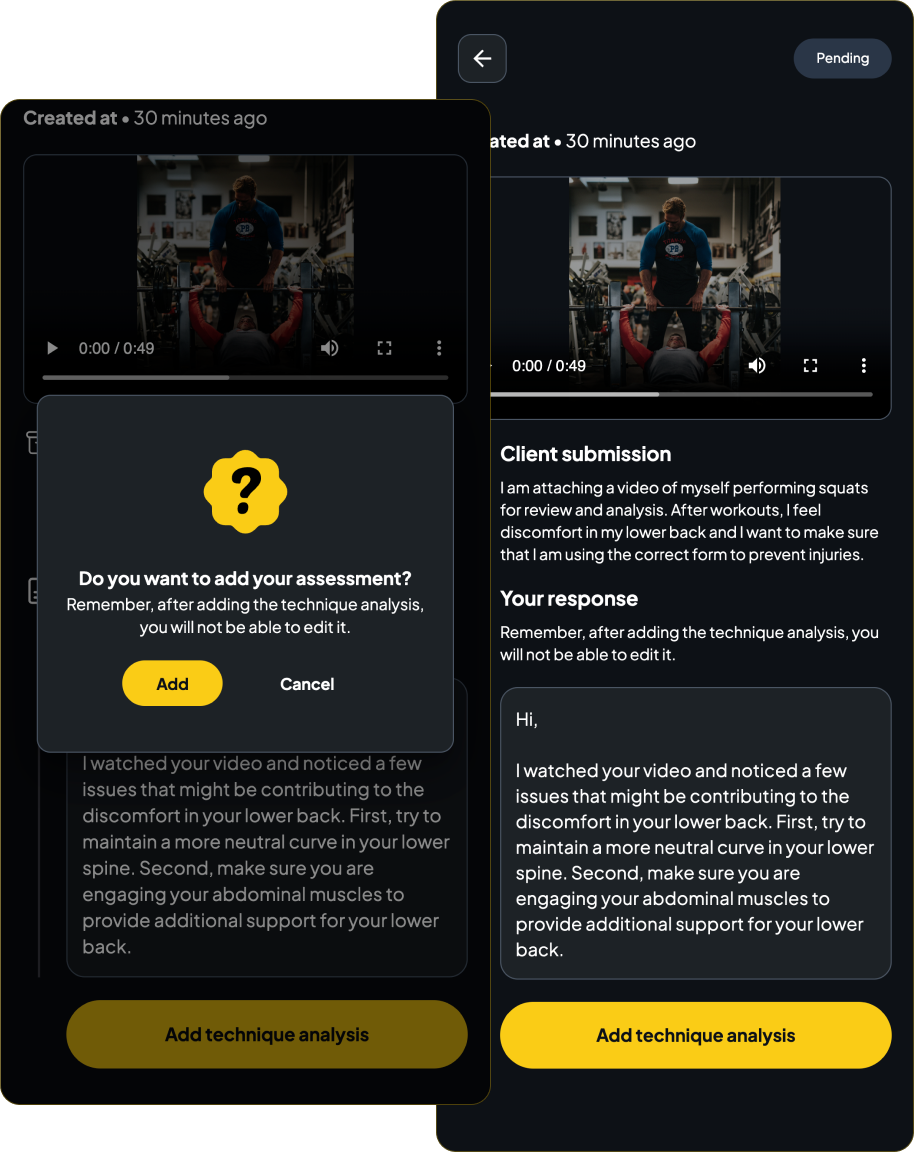 Created at • 30 minutes ago
PB
0:00 / 0:49
Do you want to add your assessment?
Remember, after adding the technique analysis,
you will not be able to edit it.
Add
Cancel
I watched your video and noticed a few
issues that might be contributing to the
discomfort in your lower back. First, try to
maintain a more neutral curve in your lower
spine. Second, make sure you are
engaging your abdominal muscles to
provide additional support for your lower
back.
Add technique analysis
Pending
ated at • 30 minutes ago
PB
0:00 / 0:49
Client submission
I am attaching a video of myself performing squats
for review and analysis. After workouts, I feel
discomfort in my lower back and I want to make sure
that I am using the correct form to prevent injuries.
Your response
Remember, after adding the technique analysis, you
will not be able to edit it.
Hi,
I watched your video and noticed a few
issues that might be contributing to the
discomfort in your lower back. First, try to
maintain a more neutral curve in your lower
spine. Second, make sure you are
engaging your abdominal muscles to
provide additional support for your lower
back.
Add technique analysis